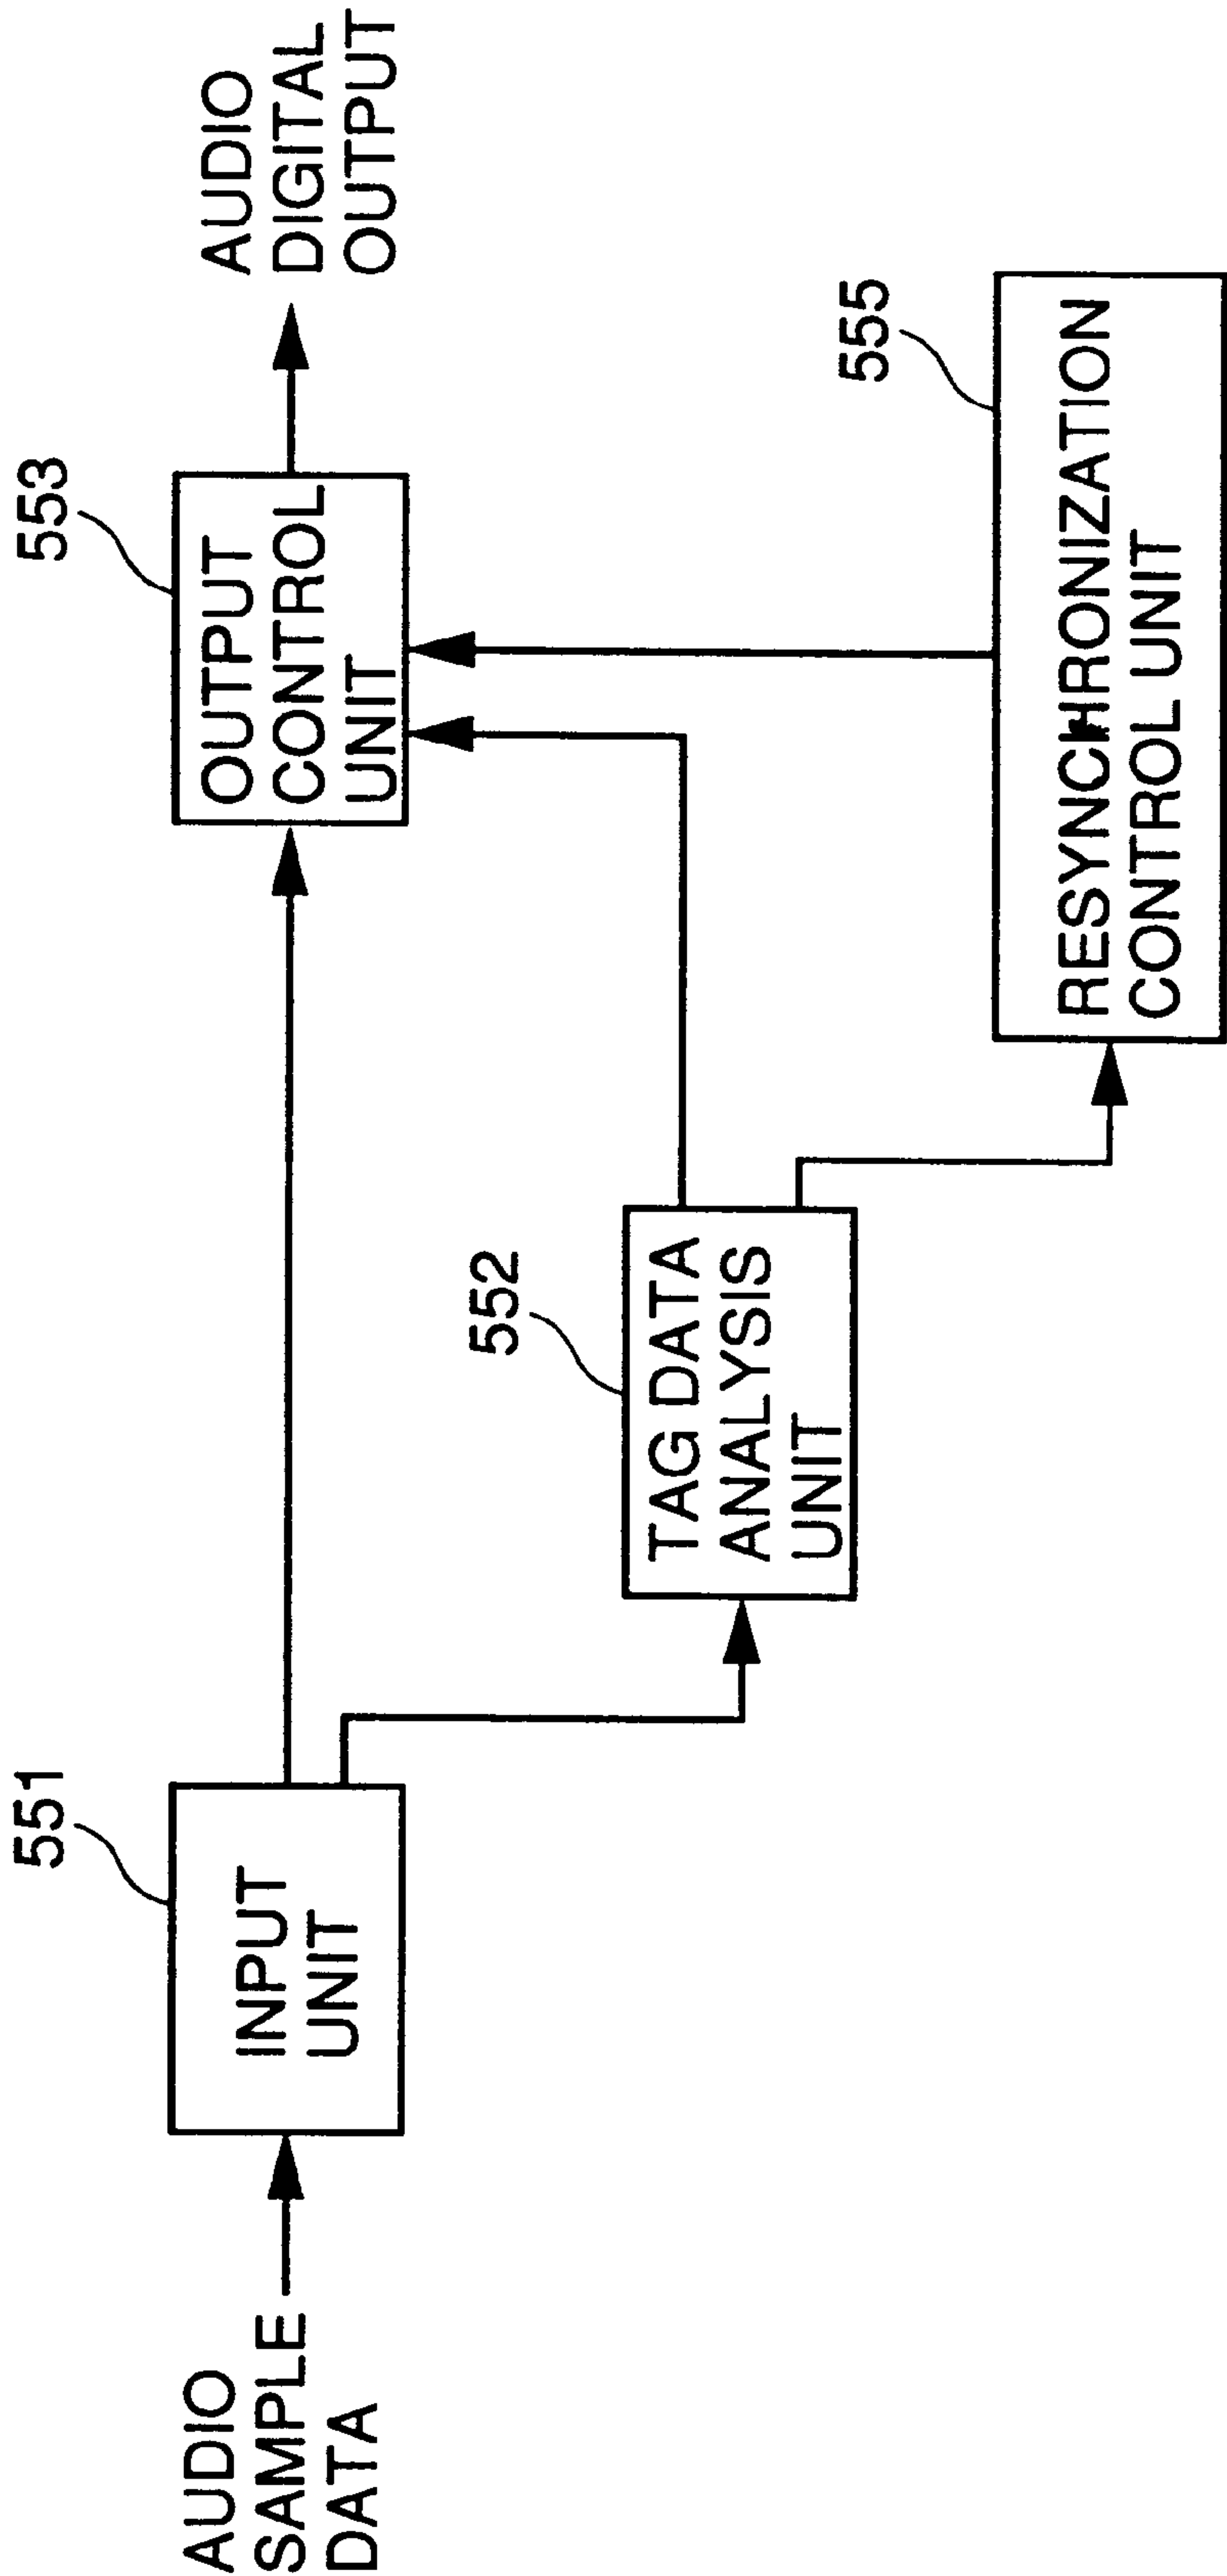 AUDIO
SAMPLE
DATA
551
INPUT
UNIT
552
TAG DATA
ANALYSIS
UNIT
553
OUTPUT
CONTROL
UNIT
AUDIO
DIGITAL
OUTPUT
555
RESYNCHRONIZATION
CONTROL UNIT